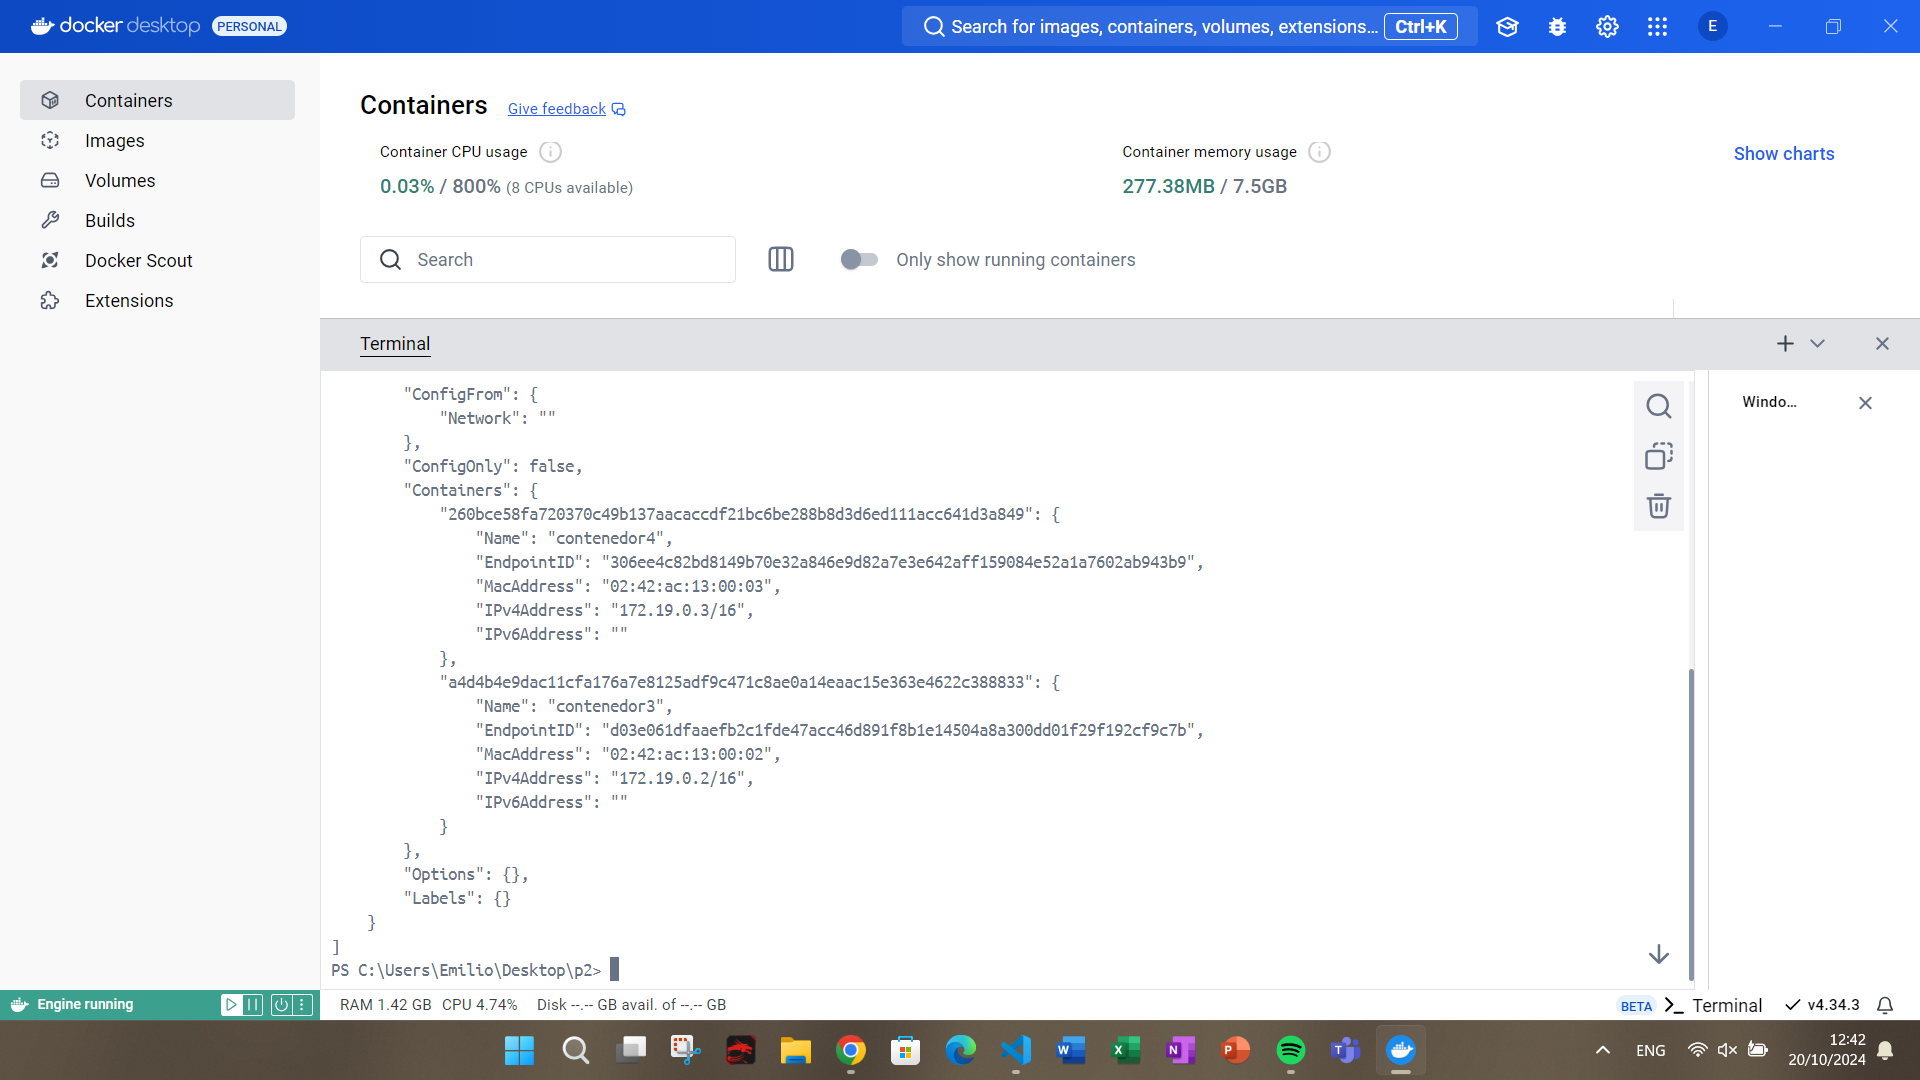 docker desktop PERSONAL
Search for images, containers, volumes, extensions... Ctrl+K
E
Containers
Images
Volumes
Builds
Docker Scout
Extensions
Containers Give feedback
Container CPU usage
0.03% / 800% (8 CPUs available)
Container memory usage
277.38MB / 7.5GB
Show charts
Search
Only show running containers
Terminal
Windo...
"ConfigFrom": {
"Network": ""
},
"ConfigOnly": false,
"Containers": {
"260bce58fa720370c49b137aacaccdf21bc6be288b8d3d6ed111acc641d3a849": {
"Name": "contenedor4",
"EndpointID": "306ee4c82bd8149b70e32a846e9d82a7e3e642aff159084e52a1a7602ab943b9",
"MacAddress": "02:42:ac:13:00:03",
"IPv4Address": "172.19.0.3/16",
"IPv6Address": ""
},
"a4d4b4e9dac11cfa176a7e8125adf9c471c8ae0a14eaac15e363e4622c388833": {
"Name": "contenedor3",
"EndpointID": "d03e061dfaaefb2c1fde47acc46d891f8b1e14504a8a300dd01f29f192cf9c7b",
"MacAddress": "02:42:ac:13:00:02",
"IPv4Address": "172.19.0.2/16",
"IPv6Address": ""
}
},
"Options": {},
"Labels": {}
}
]
PS C:\Users\Emilio\Desktop\p2>
Engine running
RAM 1.42 GB CPU 4.74% Disk --.-- GB avail. of --.-- GB
BETA Terminal v4.34.3
ENG
12:42
20/10/2024